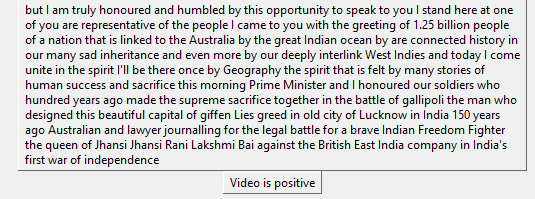 but I am truly honoured and humbled by this opportunity to speak to you I stand here at one
of you are representative of the people I came to you with the greeting of 1.25 billion people
of a nation that is linked to the Australia by the great Indian ocean by are connected history in
our many sad inheritance and even more by our deeply interlink West Indies and today I come
unite in the spirit I'll be there once by Geography the spirit that is felt by many stories of
human success and sacrifice this morning Prime Minister and I honoured our soldiers who
hundred years ago made the supreme sacrifice together in the battle of gallipoli the man who
designed this beautiful capital of giffen Lies greed in old city of Lucknow in India 150 years
ago Australian and lawyer journalling for the legal battle for a brave Indian Freedom Fighter
the queen of Jhansi Jhansi Rani Lakshmi Bai against the British East India company in India's
first war of independence
Video is positive